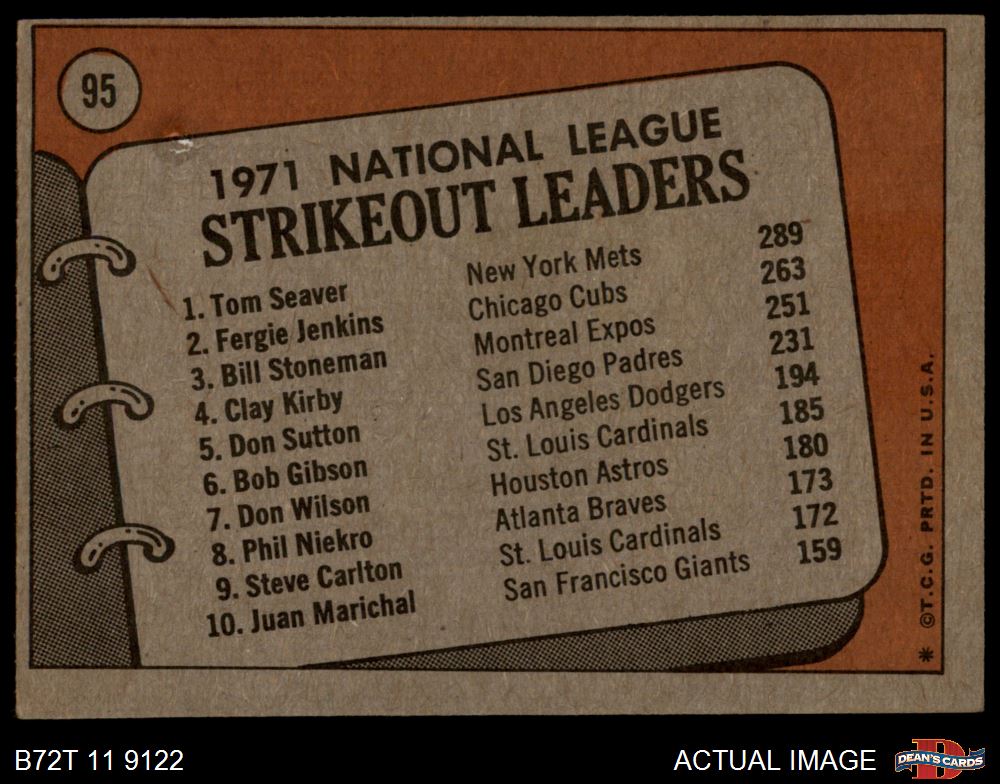 95
1971 NATIONAL LEAGUE
STRIKEOUT LEADERS
1. Tom Seaver New York Mets 289
2. Fergie Jenkins Chicago Cubs 263
3. Bill Stoneman Montreal Expos 251
4. Clay Kirby San Diego Padres 231
5. Don Sutton Los Angeles Dodgers 194
6. Bob Gibson St. Louis Cardinals 185
7. Don Wilson Houston Astros 180
8. Phil Niekro Atlanta Braves 173
9. Steve Carlton St. Louis Cardinals 172
10. Juan Marichal San Francisco Giants 159
* ©T.C.G. PRTD. IN U.S.A.
B72T 11 9122 ACTUAL IMAGE
D
DEAN'S CARDS